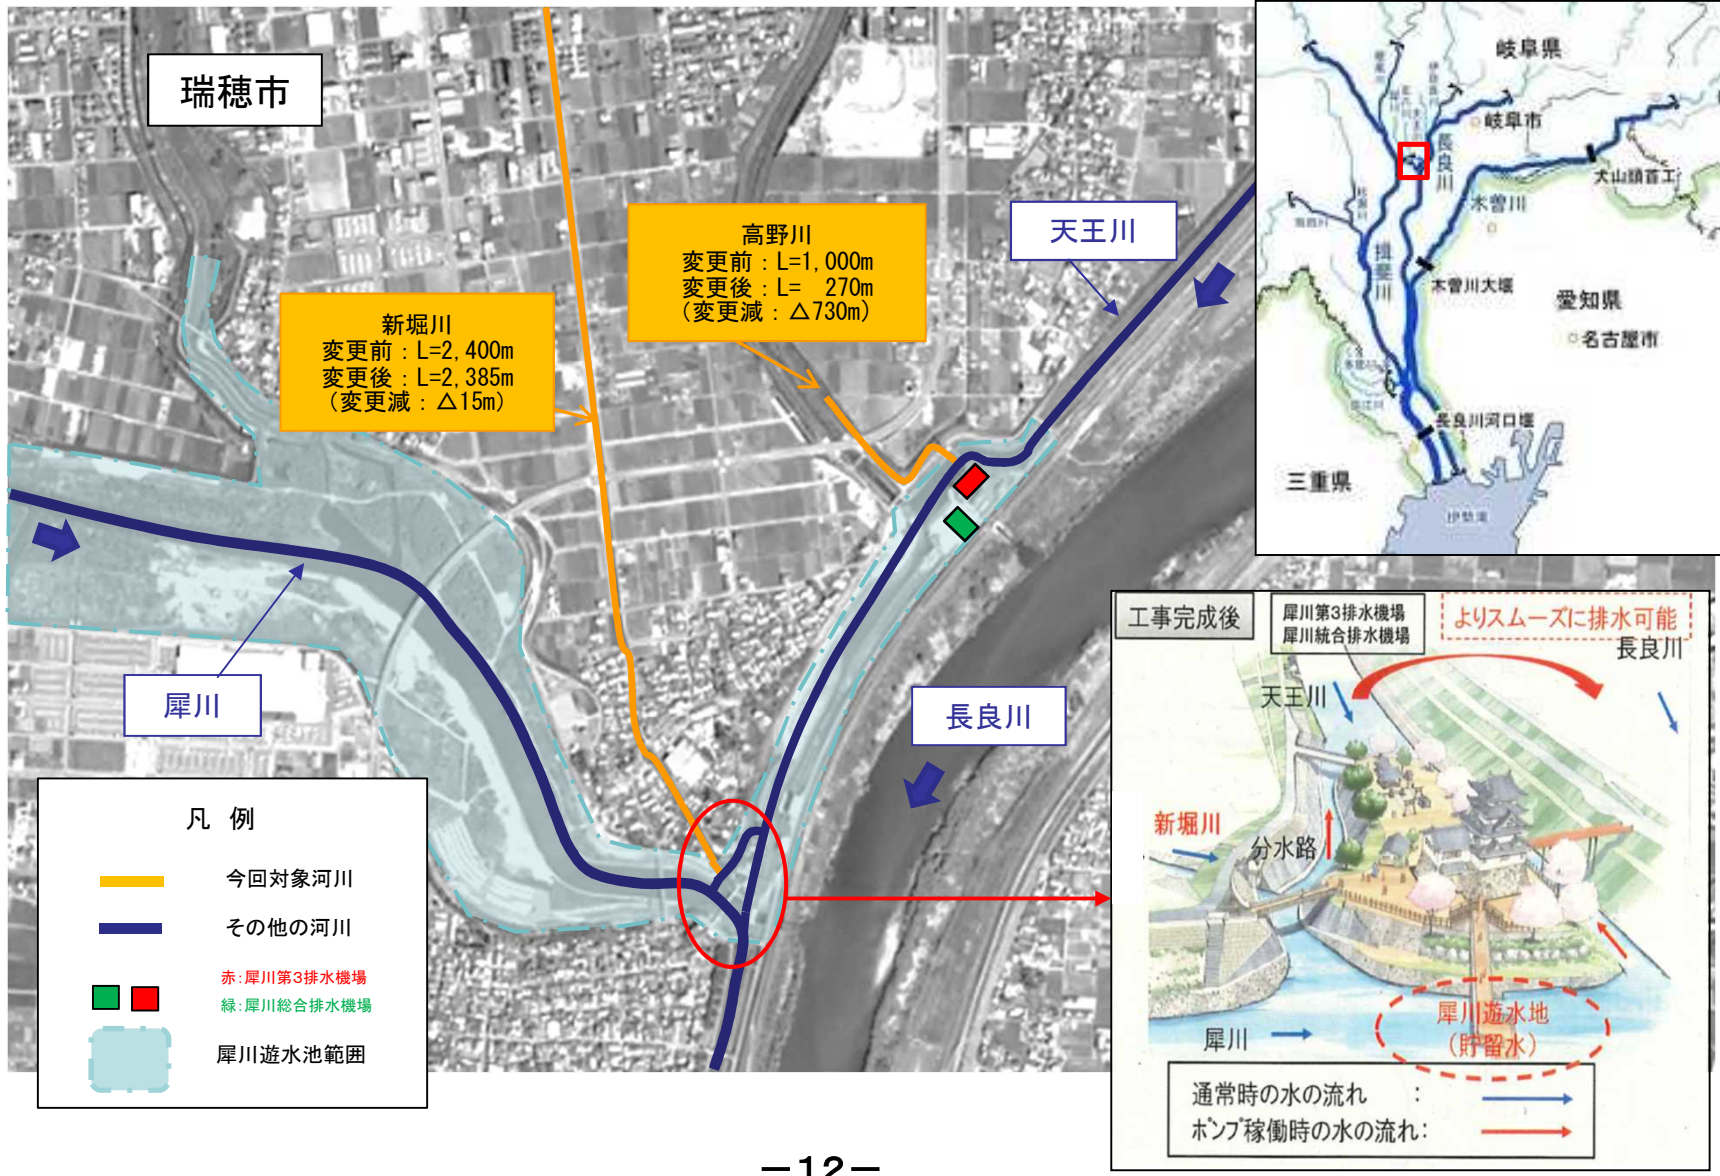 瑞穂市
新堀川
変更前：L=2,400m
変更後：L=2,385m
（変更減：△15m）
高野川
変更前：L=1,000m
変更後：L=　270m
（変更減：△730m）
天王川
犀川
長良川
凡 例
今回対象河川
その他の河川
赤:犀川第3排水機場
緑:犀川総合排水機場
犀川遊水池範囲
岐阜県
岐阜市
長良川
犬山頭首工
木曽川
揖斐川
木曽川大堰
愛知県
名古屋市
長良川河口堰
三重県
伊勢湾
工事完成後
犀川第3排水機場
犀川統合排水機場
よりスムーズに排水可能
長良川
天王川
新堀川
分水路
犀川遊水地
（貯留水）
犀川
通常時の水の流れ　：
ポンプ稼働時の水の流れ：
－12－